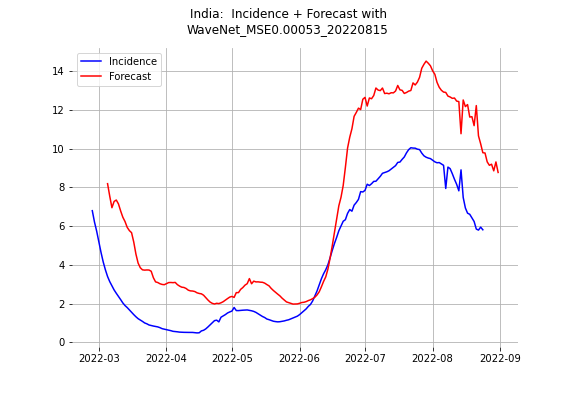 India:  Incidence + Forecast with
WaveNet_MSE0.00053_20220815
Incidence
Forecast
14
12
10
8
6
4
2
0
2022-03 2022-04 2022-05 2022-06 2022-07 2022-08 2022-09